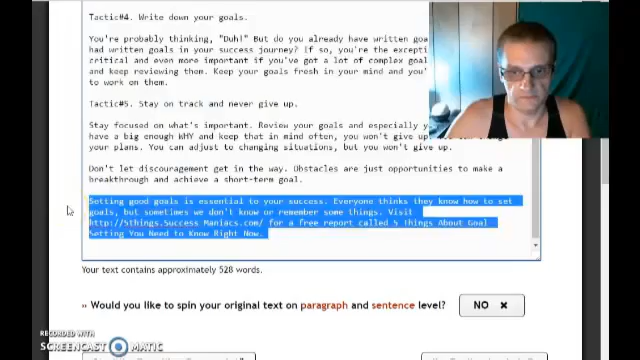 Tactic#4. Write down your goals.
You're probably thinking, "Duh!" But do you already have written
had written goals in your success journey? If so, you're the
critical and even more important if you've got a lot of complex
and keep reviewing them. Keep your goals fresh in your mind and
to work on them.
Tactic#5. Stay on track and never give up.
Stay focused on what's important. Review your goals and especially
have a big enough WHY and keep that in mind often, you won't give
your plans. You can adjust to changing situations, but you won't give up.
Don't let discouragement get in the way. Obstacles are just opportunities to make a
breakthrough and achieve a short-term goal.
Setting good goals is essential to your success. Everyone thinks they know how to set
goals, but sometimes we don't know or remember some things. Visit
http://5things.Success Maniacs.com/ for a free report called 5 Things About Goal
Setting You Need to Know Right Now.
Your text contains approximately 528 words.
» Would you like to spin your original text on paragraph and sentence level? NO ×
RECORDED WITH
SCREENCAST MATIC